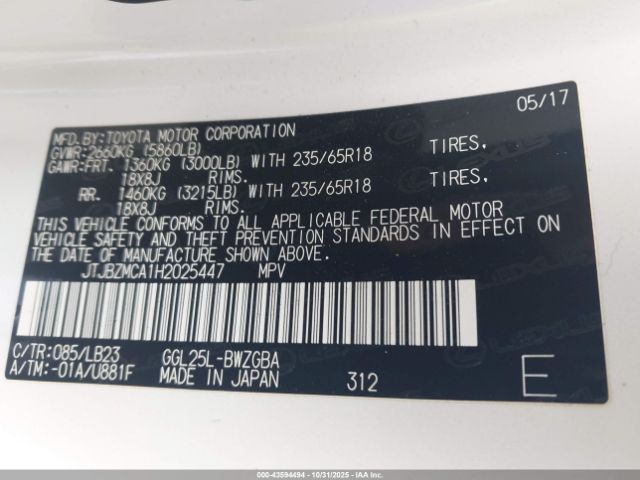 05/17
MFD.BY:TOYOTA MOTOR CORPORATION
GVWR:2660KG (5860LB)
GAWR:FRT. 1360KG (3000LB) WITH 235/65R18 TIRES,
18X8J RIMS.
RR. 1460KG (3215LB) WITH 235/65R18 TIRES,
18X8J RIMS.
THIS VEHICLE CONFORMS TO ALL APPLICABLE FEDERAL MOTOR
VEHICLE SAFETY AND THEFT PREVENTION STANDARDS IN EFFECT ON
THE DATE OF MANUFACTURE SHOWN ABOVE.
JTJBZMCA1H2025447 MPV
C/TR:085/LB23 GGL25L-BWZGBA
A/TM:-01A/U881F MADE IN JAPAN 312 E
000-43594494 | 10/31/2025 | IAA Inc.